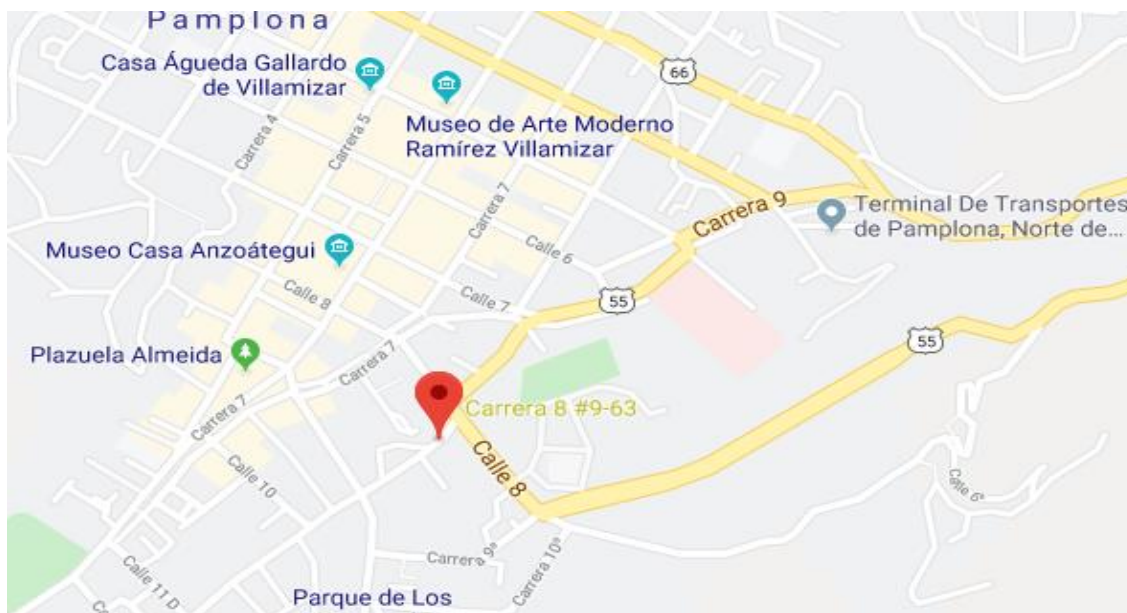 Pamplona
Casa Águeda Gallardo
de Villamizar
66
Museo de Arte Moderno
Ramírez Villamizar
Carrera 4
Carrera 5
Carrera 7
Carrera 9
Terminal De Transportes
de Pamplona, Norte de...
Museo Casa Anzoátegui
Calle 6
Calle 8
Calle 7
55
55
Plazuela Almeida
Carrera 7
Carrera 7
Carrera 8 #9-63
Calle 8
Calle 10
Calle 6ª
Carrera 9ª
Carrera 10ª
Calle 11 D
Parque de Los